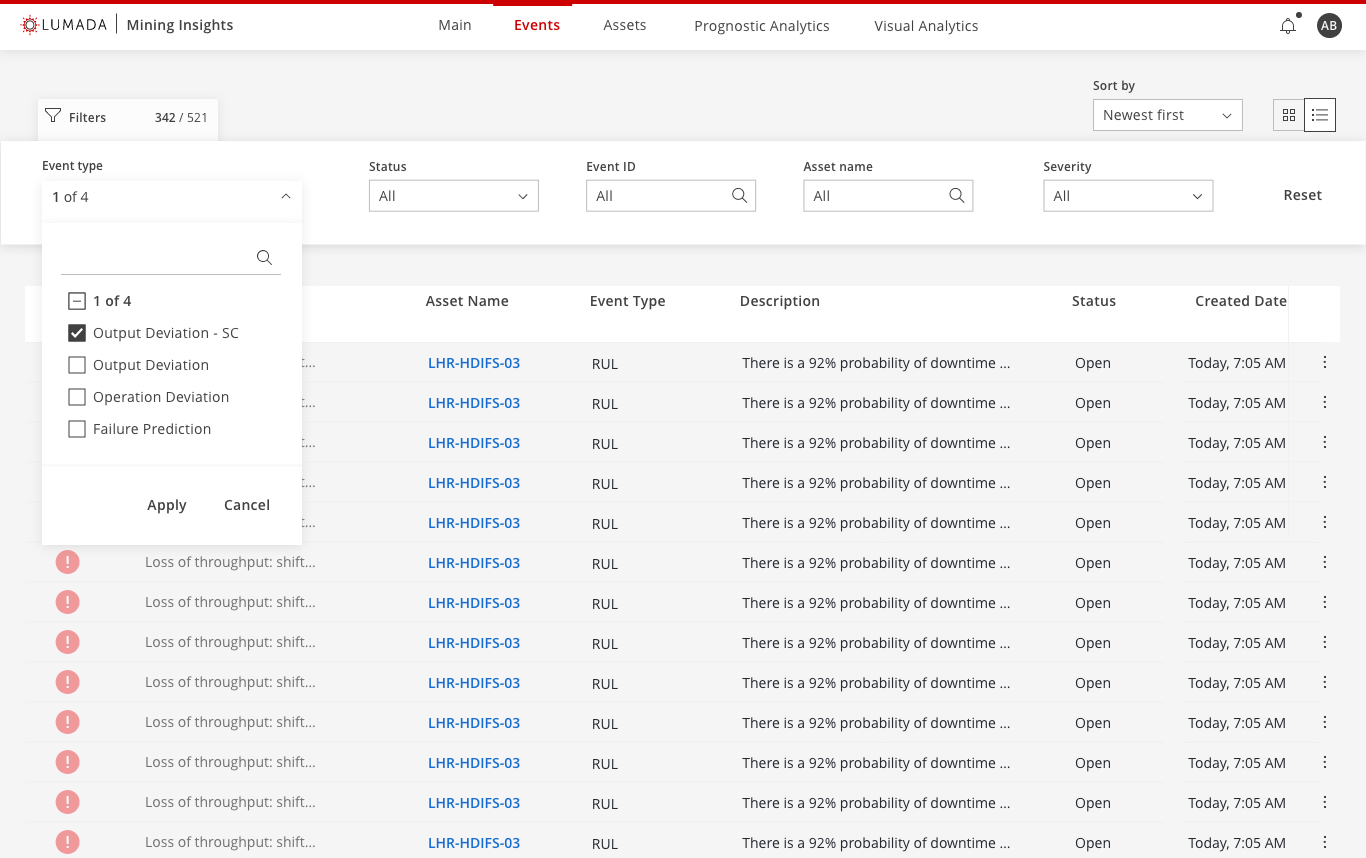 LUMADA Mining Insights Main Events Assets Prognostic Analytics Visual Analytics AB
Sort by
Filters 342 / 521 Newest first
Event type Status Event ID Asset name Severity
1 of 4 All All All All Reset
1 of 4 Asset Name Event Type Description Status Created Date
Output Deviation - SC
Output Deviation t... LHR-HDIFS-03 RUL There is a 92% probability of downtime ... Open Today, 7:05 AM
Operation Deviation t... LHR-HDIFS-03 RUL There is a 92% probability of downtime ... Open Today, 7:05 AM
Failure Prediction t... LHR-HDIFS-03 RUL There is a 92% probability of downtime ... Open Today, 7:05 AM
t... LHR-HDIFS-03 RUL There is a 92% probability of downtime ... Open Today, 7:05 AM
Apply Cancel t... LHR-HDIFS-03 RUL There is a 92% probability of downtime ... Open Today, 7:05 AM
! Loss of throughput: shift... LHR-HDIFS-03 RUL There is a 92% probability of downtime ... Open Today, 7:05 AM
! Loss of throughput: shift... LHR-HDIFS-03 RUL There is a 92% probability of downtime ... Open Today, 7:05 AM
! Loss of throughput: shift... LHR-HDIFS-03 RUL There is a 92% probability of downtime ... Open Today, 7:05 AM
! Loss of throughput: shift... LHR-HDIFS-03 RUL There is a 92% probability of downtime ... Open Today, 7:05 AM
! Loss of throughput: shift... LHR-HDIFS-03 RUL There is a 92% probability of downtime ... Open Today, 7:05 AM
! Loss of throughput: shift... LHR-HDIFS-03 RUL There is a 92% probability of downtime ... Open Today, 7:05 AM
! Loss of throughput: shift... LHR-HDIFS-03 RUL There is a 92% probability of downtime ... Open Today, 7:05 AM
! Loss of throughput: shift... LHR-HDIFS-03 RUL There is a 92% probability of downtime ... Open Today, 7:05 AM